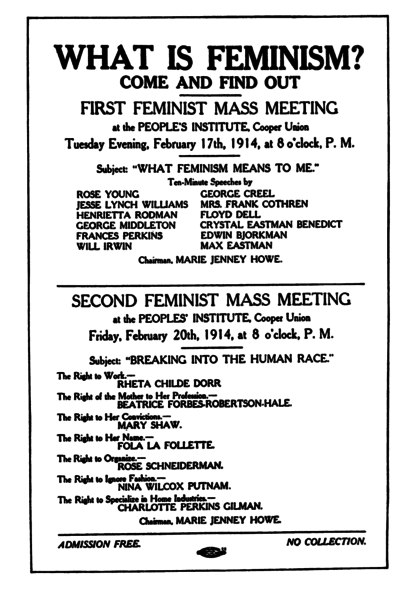 WHAT IS FEMINISM?
COME AND FIND OUT
FIRST FEMINIST MASS MEETING
at the PEOPLE'S INSTITUTE, Cooper Union
Tuesday Evening, February 17th, 1914, at 8 o'clock, P. M.
Subject: "WHAT FEMINISM MEANS TO ME."
Ten-Minute Speeches by
ROSE YOUNG
JESSE LYNCH WILLIAMS
HENRIETTA RODMAN
GEORGE MIDDLETON
FRANCES PERKINS
WILL IRWIN
GEORGE CREEL
MRS. FRANK COTHREN
FLOYD DELL
CRYSTAL EASTMAN BENEDICT
EDWIN BJORKMAN
MAX EASTMAN
Chairman, MARIE JENNEY HOWE.
SECOND FEMINIST MASS MEETING
at the PEOPLES' INSTITUTE, Cooper Union
Friday, February 20th, 1914, at 8 o'clock, P. M.
Subject: "BREAKING INTO THE HUMAN RACE."
The Right to Work.—
RHETA CHILDE DORR
The Right of the Mother to Her Profession.—
BEATRICE FORBES-ROBERTSON-HALE.
The Right to Her Convictions.—
MARY SHAW.
The Right to Her Name.—
FOLA LA FOLLETTE.
The Right to Organize.—
ROSE SCHNEIDERMAN.
The Right to Ignore Fashion.—
NINA WILCOX PUTNAM.
The Right to Specialize in Home Industries.—
CHARLOTTE PERKINS GILMAN.
Chairman, MARIE JENNEY HOWE.
ADMISSION FREE.
NO COLLECTION.